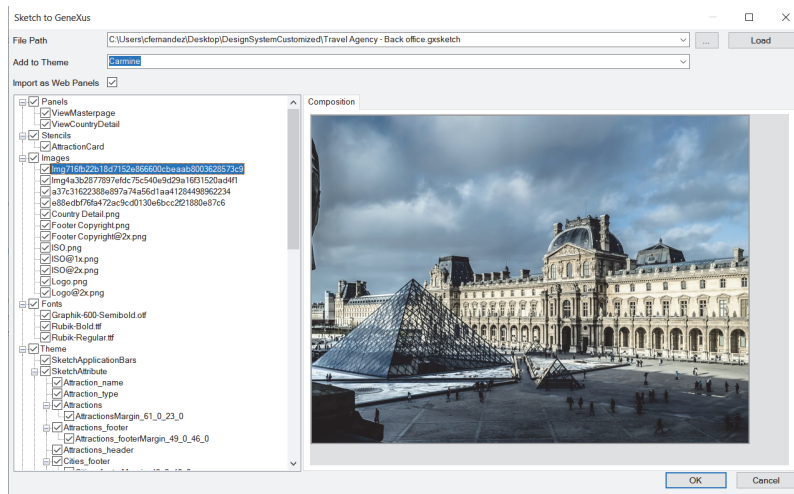 Sketch to GeneXus
File Path C:\Users\cfernandez\Desktop\DesignSystemCustomized\Travel Agency - Back office.gxsketch ... Load
Add to Theme Carmine
Import as Web Panels
Composition
Panels
ViewMasterpage
ViewCountryDetail
Stencils
AttractionCard
Images
Img716fb22b18d7152e866600cbeaab8003628573c9
Img4a3b2877897efdc75c540e9d29a16f31520ad4f1
a37c31622388e897a74a56d1aa41284498962234
e88edbf76fa472ac9cd0130e6bcc2f21880e87c6
Country Detail.png
Footer Copyright.png
Footer Copyright@2x.png
ISO.png
ISO@1x.png
ISO@2x.png
Logo.png
Logo@2x.png
Fonts
Graphik-600-Semibold.otf
Rubik-Bold.ttf
Rubik-Regular.ttf
Theme
SketchApplicationBars
SketchAttribute
Attraction_name
Attraction_type
Attractions
AttractionsMargin_61_0_23_0
Attractions_footer
Attractions_footerMargin_49_0_46_0
Attractions_header
Cities_footer
OK Cancel